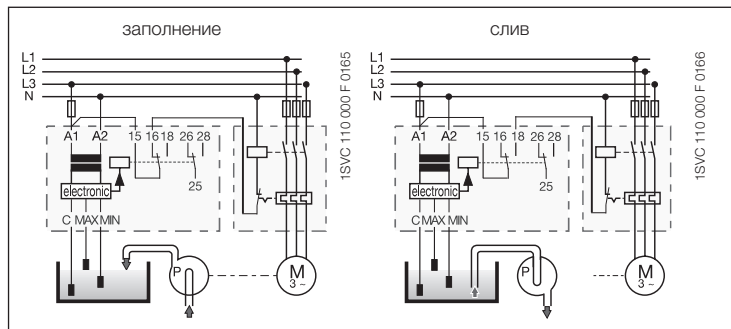 заполнение
L1
L2
L3
N
A1 A2 15 16 18 26 28
25
electronic
C MAX MIN
P
M
3 ~
1SVC 110 000 F 0165
слив
L1
L2
L3
N
A1 A2 15 16 18 26 28
25
electronic
C MAX MIN
P
M
3 ~
1SVC 110 000 F 0166